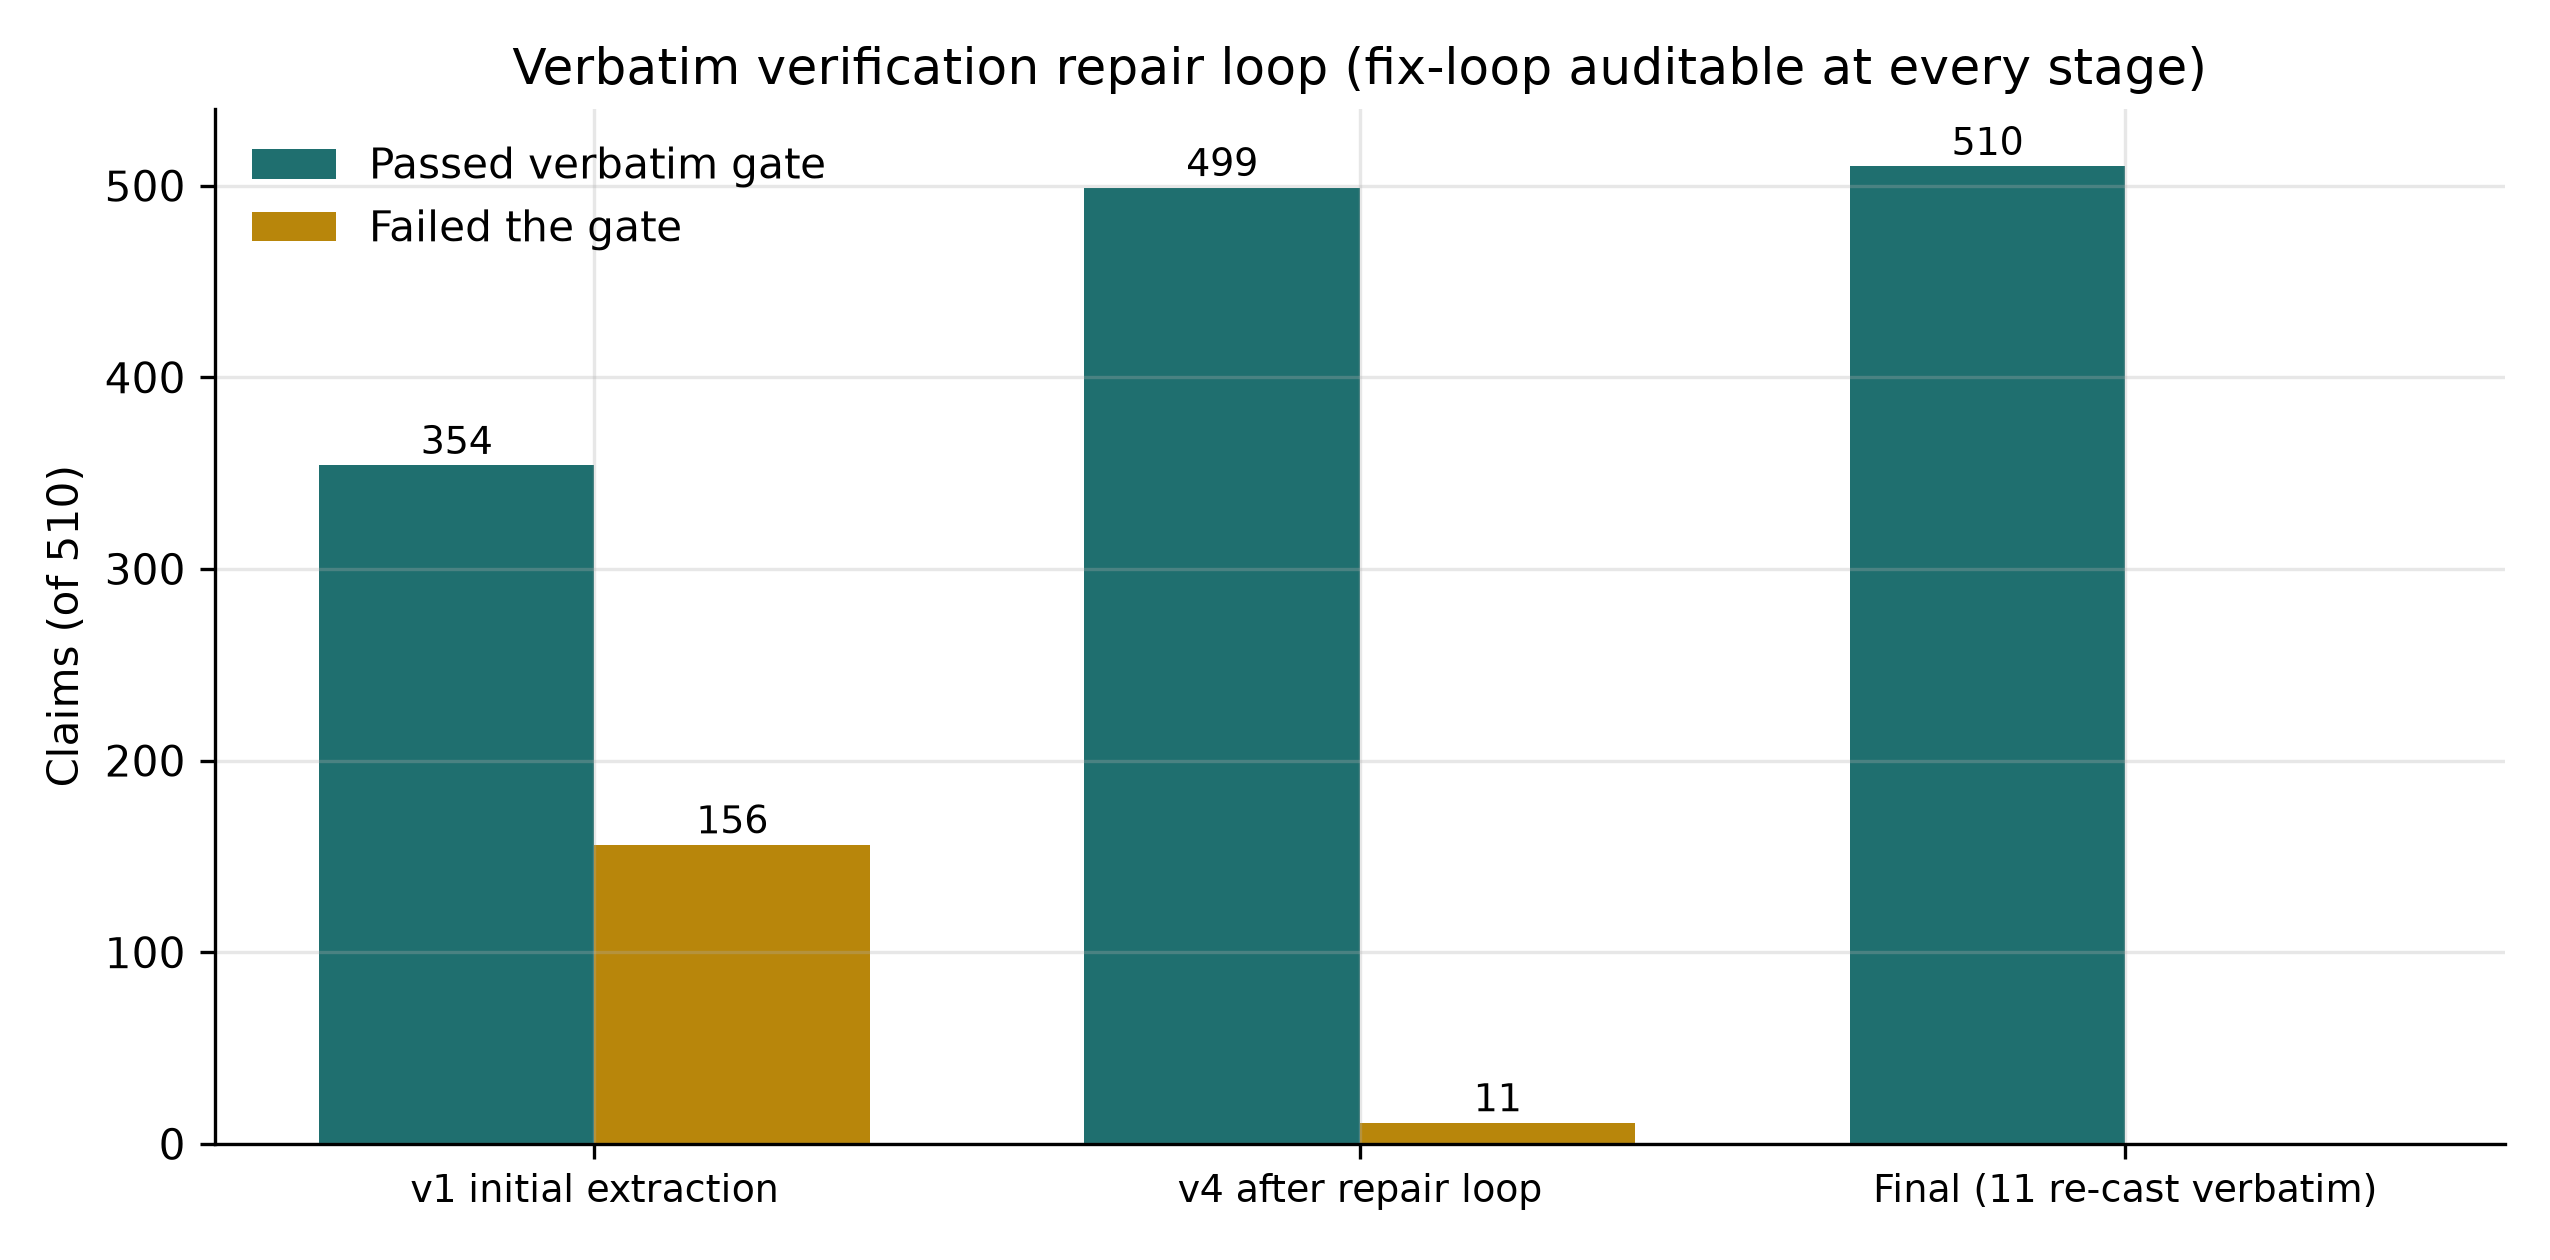 Verbatim verification repair loop (fix-loop auditable at every stage)
Passed verbatim gate
Failed the gate
Claims (of 510)
500
400
300
200
100
0
354
156
499
11
510
v1 initial extraction
v4 after repair loop
Final (11 re-cast verbatim)